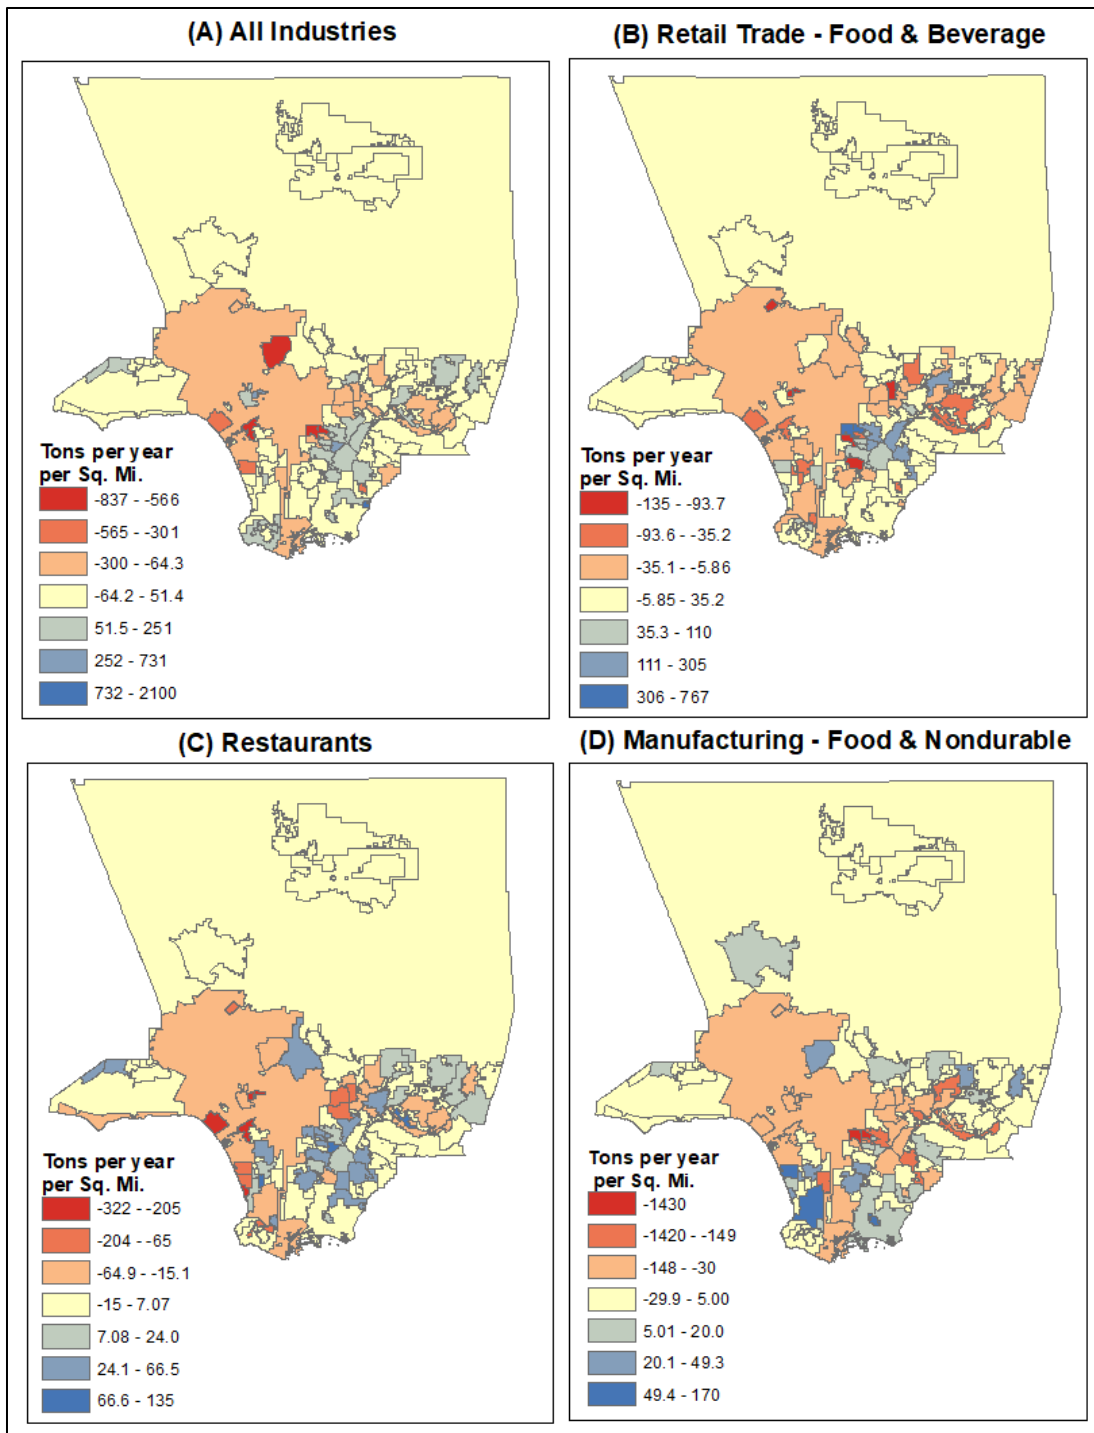 (A) All Industries
Tons per year
per Sq. Mi.
-837 - -566
-565 - -301
-300 - -64.3
-64.2 - 51.4
51.5 - 251
252 - 731
732 - 2100
(B) Retail Trade - Food & Beverage
Tons per year
per Sq. Mi.
-135 - -93.7
-93.6 - -35.2
-35.1 - -5.86
-5.85 - 35.2
35.3 - 110
111 - 305
306 - 767
(C) Restaurants
Tons per year
per Sq. Mi.
-322 - -205
-204 - -65
-64.9 - -15.1
-15 - 7.07
7.08 - 24.0
24.1 - 66.5
66.6 - 135
(D) Manufacturing - Food & Nondurable
Tons per year
per Sq. Mi.
-1430
-1420 - -149
-148 - -30
-29.9 - 5.00
5.01 - 20.0
20.1 - 49.3
49.4 - 170